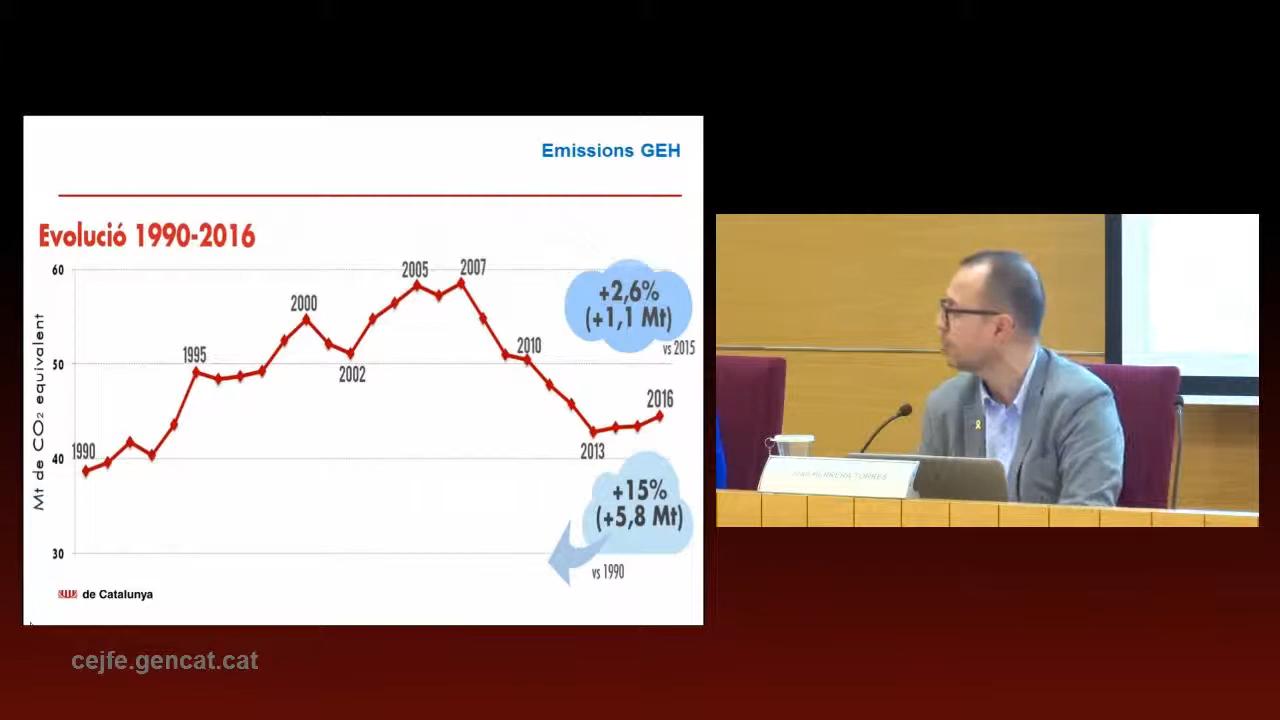 Emissions GEH
Evolució 1990-2016
60
50
40
30
Mt de CO₂ equivalent
1990
1995
2000
2002
2005
2007
2010
2013
2016
+2,6%
(+1,1 Mt)
vs 2015
+15%
(+5,8 Mt)
vs 1990
de Catalunya
HERRERA TORRES
cejfe.gencat.cat